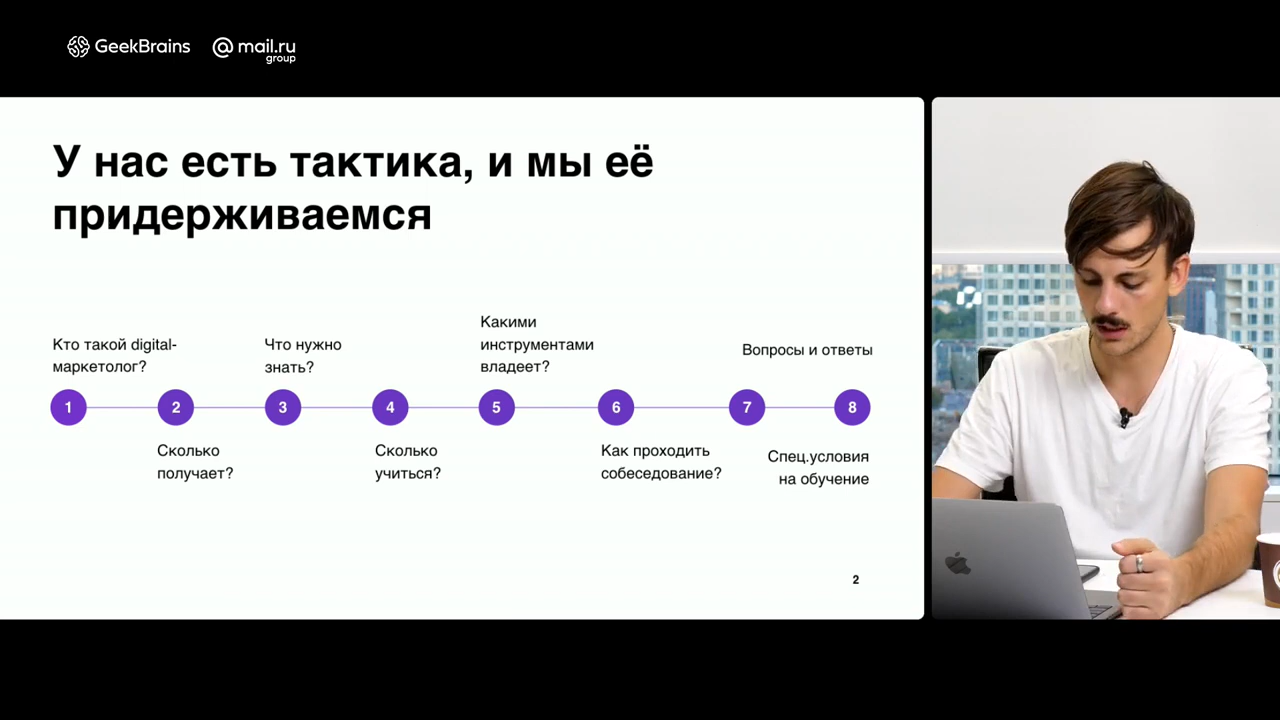 GeekBrains @mail.ru
group
У нас есть тактика, и мы её
придерживаемся
Кто такой digital-
маркетолог?
Что нужно
знать?
Какими
инструментами
владеет?
Вопросы и ответы
1 2 3 4 5 6 7 8
Сколько
получает?
Сколько
учиться?
Как проходить
собеседование?
Спец.условия
на обучение
2